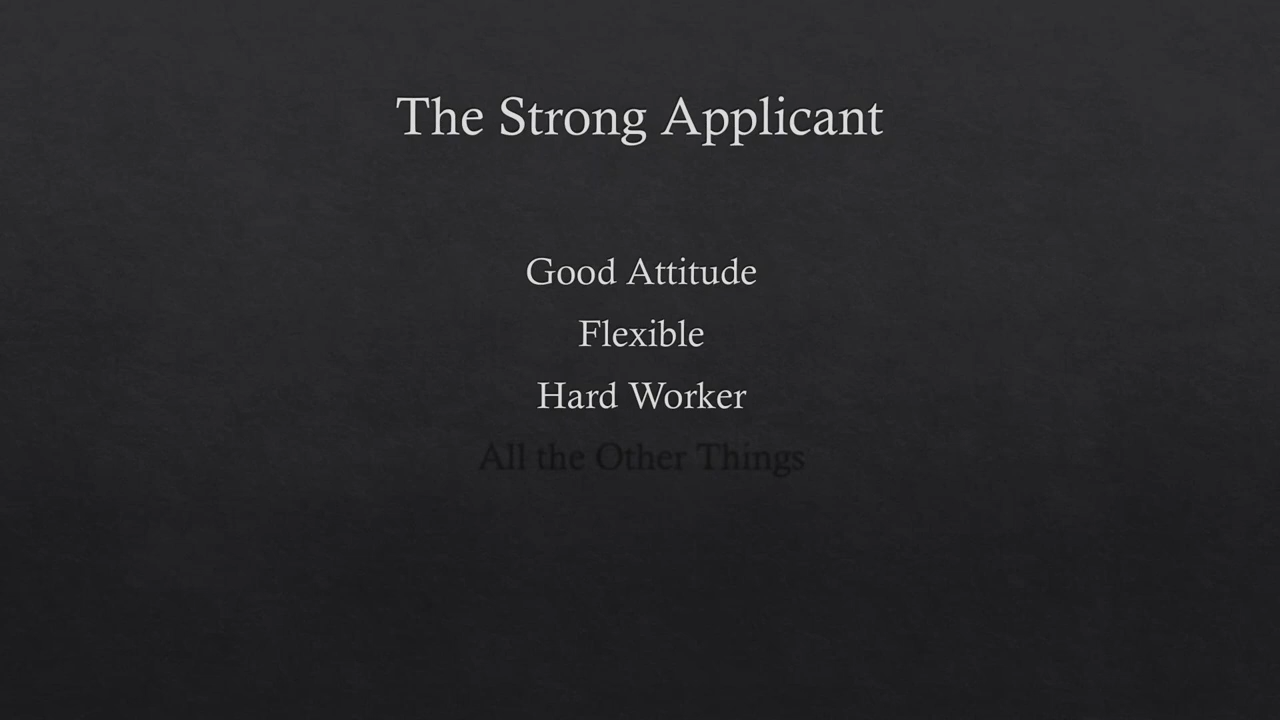 The Strong Applicant
Good Attitude
Flexible
Hard Worker
All the Other Things